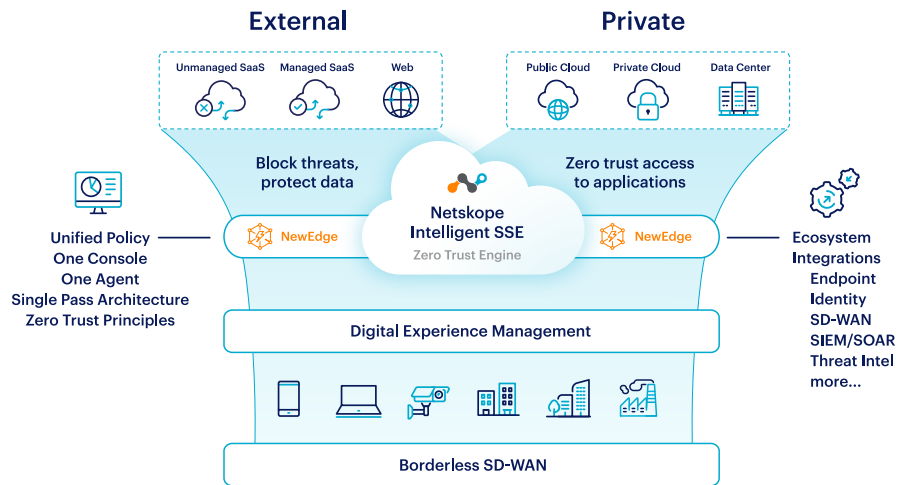 External
Private
Unmanaged SaaS
Managed SaaS
Web
Public Cloud
Private Cloud
Data Center
Block threats,
protect data
Zero trust access
to applications
Netskope
Intelligent SSE
Zero Trust Engine
NewEdge
NewEdge
Unified Policy
One Console
One Agent
Single Pass Architecture
Zero Trust Principles
Ecosystem
Integrations
Endpoint
Identity
SD-WAN
SIEM/SOAR
Threat Intel
more...
Digital Experience Management
Borderless SD-WAN